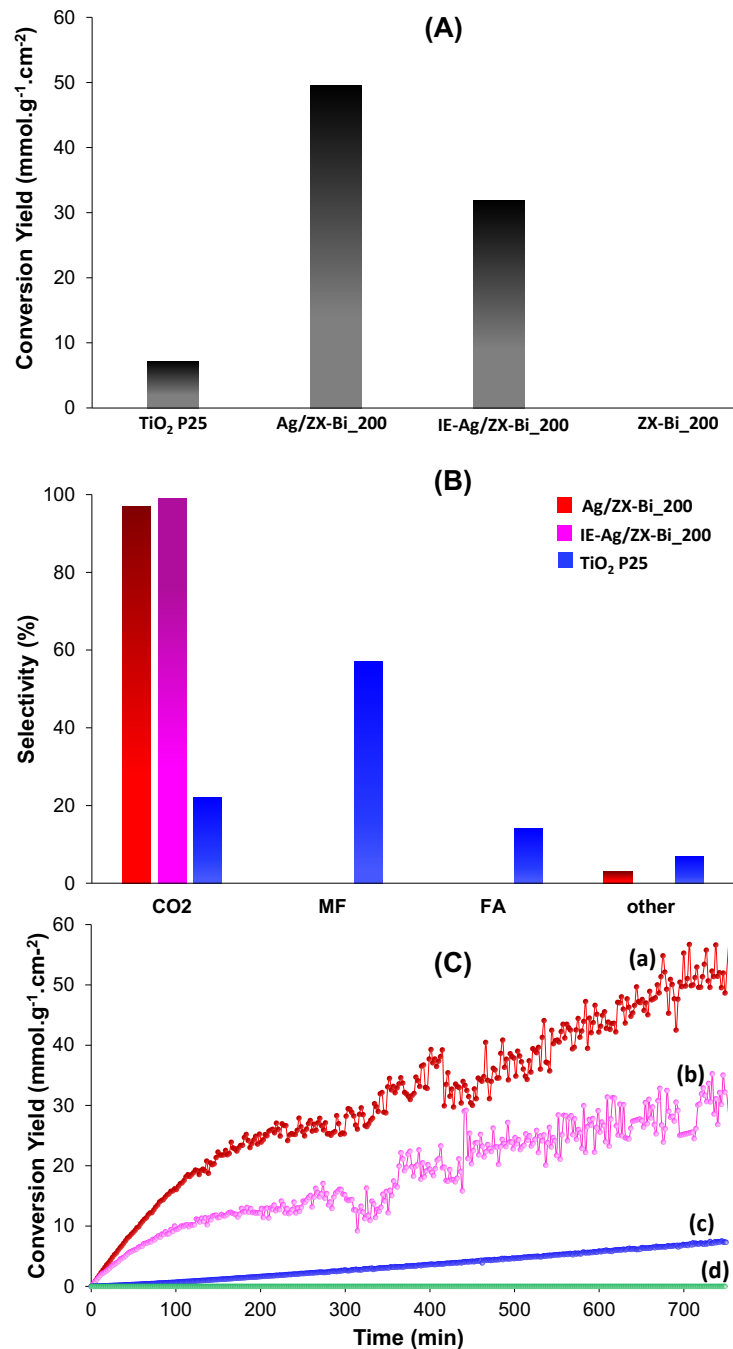 (A)
Conversion Yield (mmol.g⁻¹.cm⁻²)
60
50
40
30
20
10
0
TiO₂ P25
Ag/ZX-Bi_200
IE-Ag/ZX-Bi_200
ZX-Bi_200
(B)
Selectivity (%)
100
80
60
40
20
0
Ag/ZX-Bi_200
IE-Ag/ZX-Bi_200
TiO₂ P25
CO2
MF
FA
other
(C)
Conversion Yield (mmol.g⁻¹.cm-²)
60
50
40
30
20
10
0
(a)
(b)
(c)
(d)
0 100 200 300 400 500 600 700
Time (min)